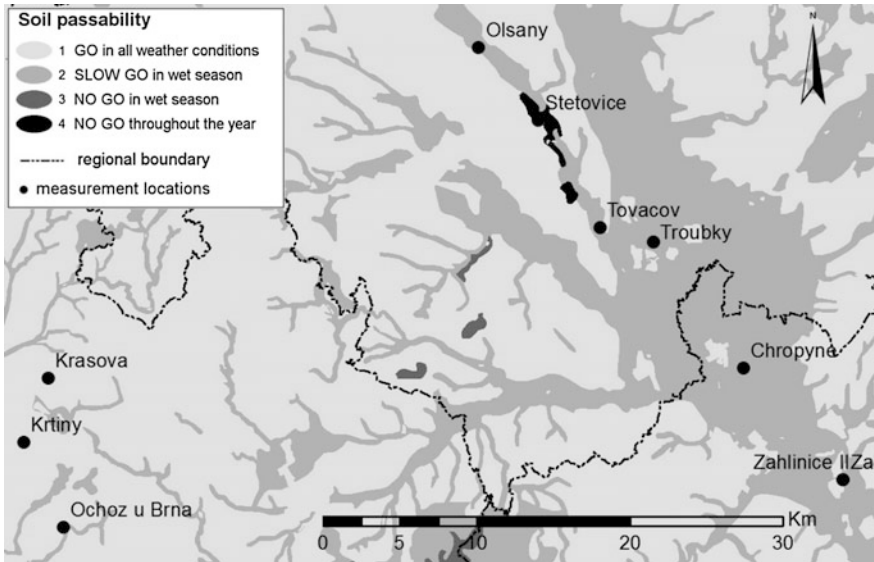 Soil passability
1 GO in all weather conditions
2 SLOW GO in wet season
3 NO GO in wet season
4 NO GO throughout the year
regional boundary
measurement locations
N
Olsany
Stetovice
Tovacov
Troubky
Krasova
Chropyne
Krtiny
Zahlinice IIZa
Ochoz u Brna
Km
0 5 10 20 30